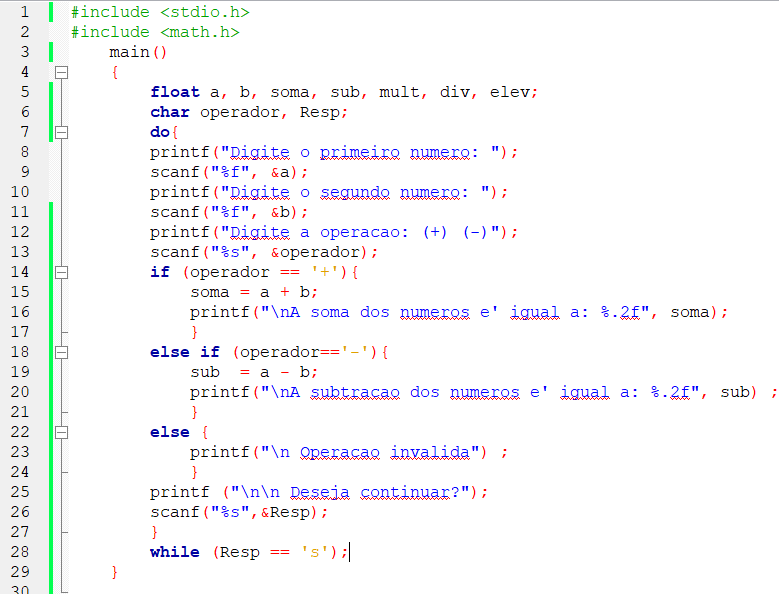 1 #include <stdio.h>
2 #include <math.h>
3 main()
4 {
5 float a, b, soma, sub, mult, div, elev;
6 char operador, Resp;
7 do{
8 printf("Digite o primeiro numero: ");
9 scanf("%f", &a);
10 printf("Digite o segundo numero: ");
11 scanf("%f", &b);
12 printf("Digite a operacao: (+) (-)");
13 scanf("%s", &operador);
14 if (operador == '+'){
15 soma = a + b;
16 printf("\nA soma dos numeros e' igual a: %.2f", soma);
17 }
18 else if (operador=='-'){
19 sub  = a - b;
20 printf("\nA subtracao dos numeros e' igual a: %.2f", sub) ;
21 }
22 else {
23 printf("\n Operacao invalida") ;
24 }
25 printf ("\n\n Deseja continuar?");
26 scanf("%s",&Resp);
27 }
28 while (Resp == 's');
29 }
30